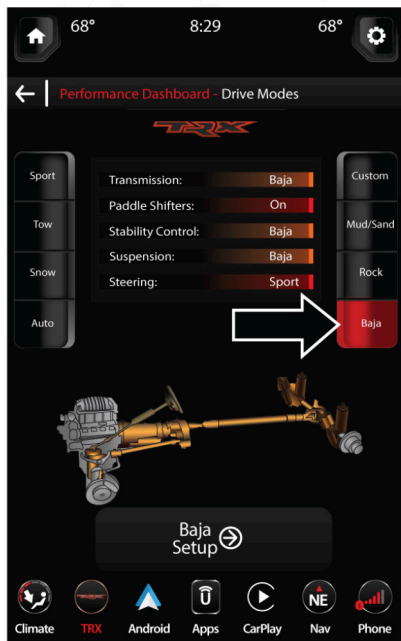 68°
8:29
68°
Performance Dashboard - Drive Modes
TRX
Sport
Tow
Snow
Auto
Transmission: Baja
Paddle Shifters: On
Stability Control: Baja
Suspension: Baja
Steering: Sport
Custom
Mud/Sand
Rock
Baja
Baja
Setup
NE
Climate TRX Android Apps CarPlay Nav Phone